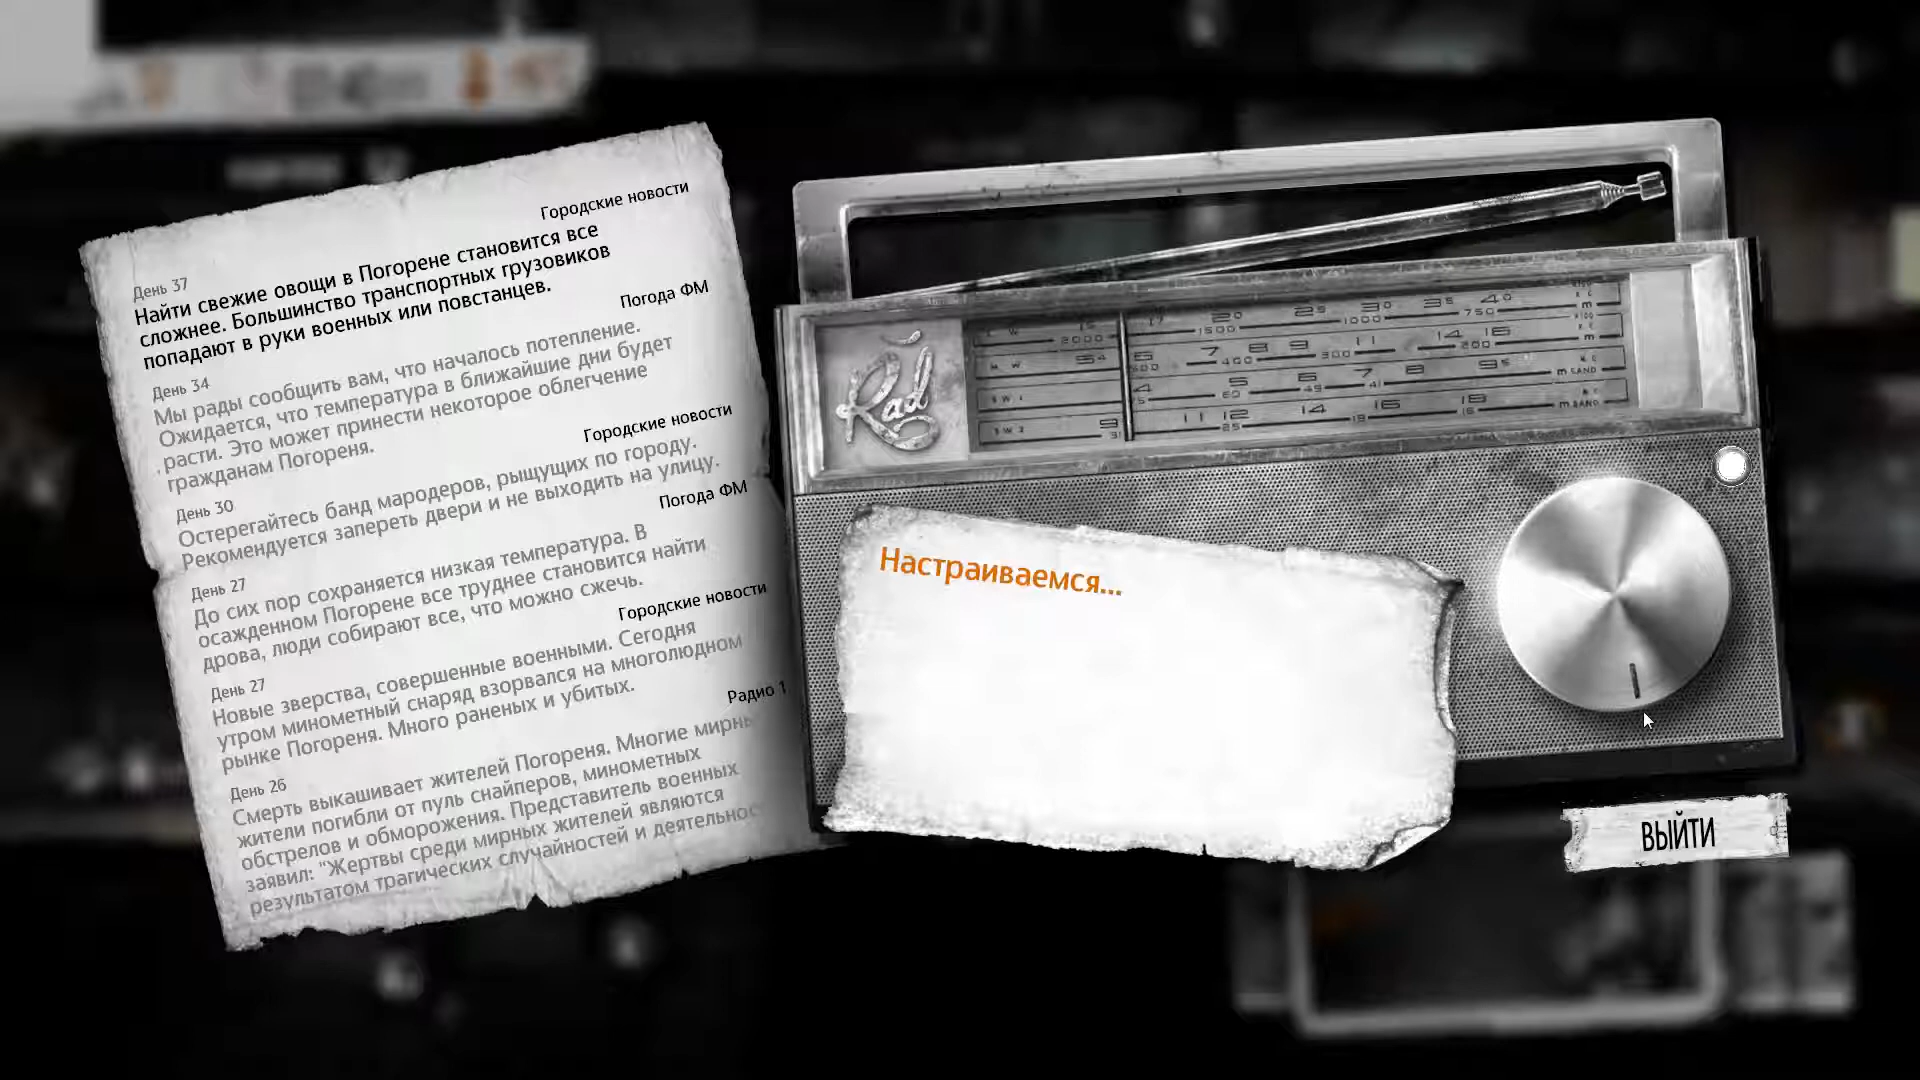 Городские новости
День 37
Найти свежие овощи в Погорене становится все
сложнее. Большинство транспортных грузовиков
попадают в руки военных или повстанцев.
Погода ФМ
День 34
Мы рады сообщить вам, что началось потепление.
Ожидается, что температура в ближайшие дни будет
расти. Это может принести некоторое облегчение
гражданам Погореня.
Городские новости
День 30
Остерегайтесь банд мародеров, рыщущих по городу.
Рекомендуется запереть двери и не выходить на улицу.
Погода ФМ
День 27
До сих пор сохраняется низкая температура. В
осажденном Погорене все труднее становится найти
дрова, люди собирают все, что можно сжечь.
Городские новости
День 27
Новые зверства, совершенные военными. Сегодня
утром минометный снаряд взорвался на многолюдном
рынке Погореня. Много раненых и убитых.
Радио 1
День 26
Смерть выкашивает жителей Погореня. Многие мирн
жители погибли от пуль снайперов, минометных
обстрелов и обморожения. Представитель военных
заявил: "Жертвы среди мирных жителей являются
результатом трагических случайностей и деятельнос
Rad
Настраиваемся...
ВЫЙТИ